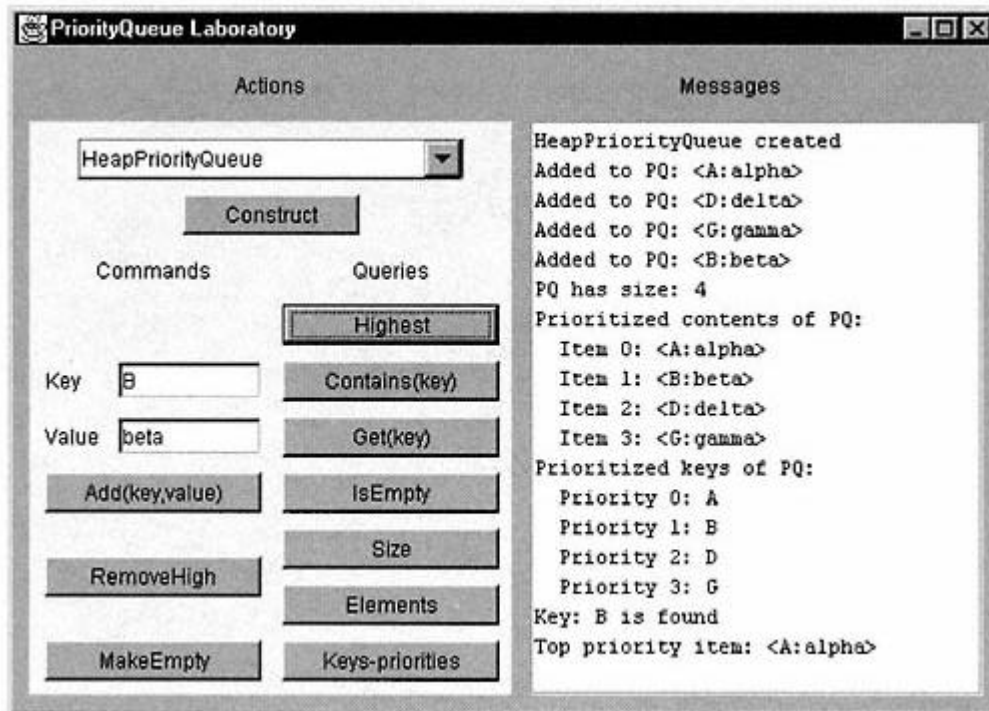 PriorityQueue Laboratory
Actions
HeapPriorityQueue
Construct
Commands
Queries
Highest
Key
B
Contains(key)
Value
beta
Get(key)
Add(key,value)
IsEmpty
Size
RemoveHigh
Elements
MakeEmpty
Keys-priorities
Messages
HeapPriorityQueue created
Added to PQ: <A:alpha>
Added to PQ: <D:delta>
Added to PQ: <G:gamma>
Added to PQ: <B:beta>
PQ has size: 4
Prioritized contents of PQ:
Item 0: <A:alpha>
Item 1: <B:beta>
Item 2: <D:delta>
Item 3: <G:gamma>
Prioritized keys of PQ:
Priority 0: A
Priority 1: B
Priority 2: D
Priority 3: G
Key: B is found
Top priority item: <A:alpha>